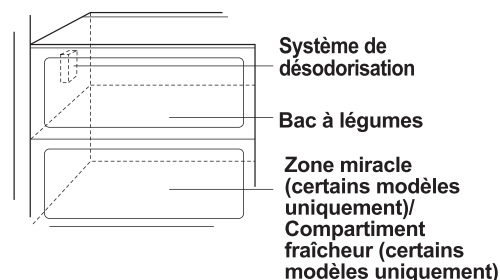 Système de
désodorisation
Bac à légumes
Zone miracle
(certains modèles
uniquement)/
Compartiment
fraîcheur (certains
modèles uniquement)